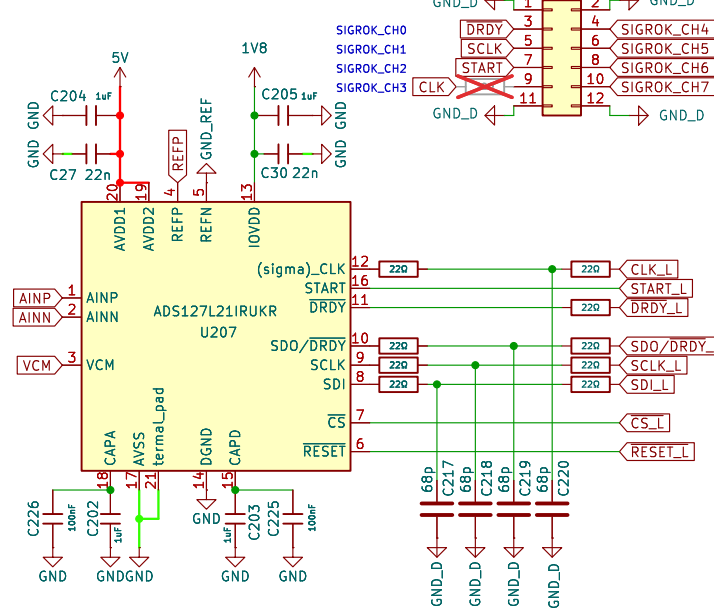 GND_D 1 2 GND_D
SIGROK_CH0 DRDY 3 4 SIGROK_CH4
SIGROK_CH1 SCLK 5 6 SIGROK_CH5
SIGROK_CH2 START 7 8 SIGROK_CH6
SIGROK_CH3 CLK 9 10 SIGROK_CH7
GND_D 11 12 GND_D
5V 1V8
GND C204 1uF C205 1uF GND
GND C27 22n C30 22n GND
REFP GND_REF
20 19 4 5 13
AVDD1 AVDD2 REFP REFN IOVDD
(sigma)_CLK 12 22Ω 22Ω CLK_L
START 16 START_L
DRDY 11 22Ω DRDY_L
AINP 1 AINP
AINN 2 AINN
ADS127L21IRUKR
U207
SDO/DRDY 10 22Ω 22Ω SDO/DRDY_
VCM 3 VCM
SCLK 9 22Ω 22Ω SCLK_L
SDI 8 22Ω 22Ω SDI_L
CS 7 CS_L
RESET 6 RESET_L
CAPA AVSS termal_pad DGND CAPD
18 17 21 14 15
C226 100nF C202 1uF GND C203 1uF C225 100nF
GND GND GND GND GND
68p C217 68p C218 68p C219 68p C220
GND_D GND_D GND_D GND_D